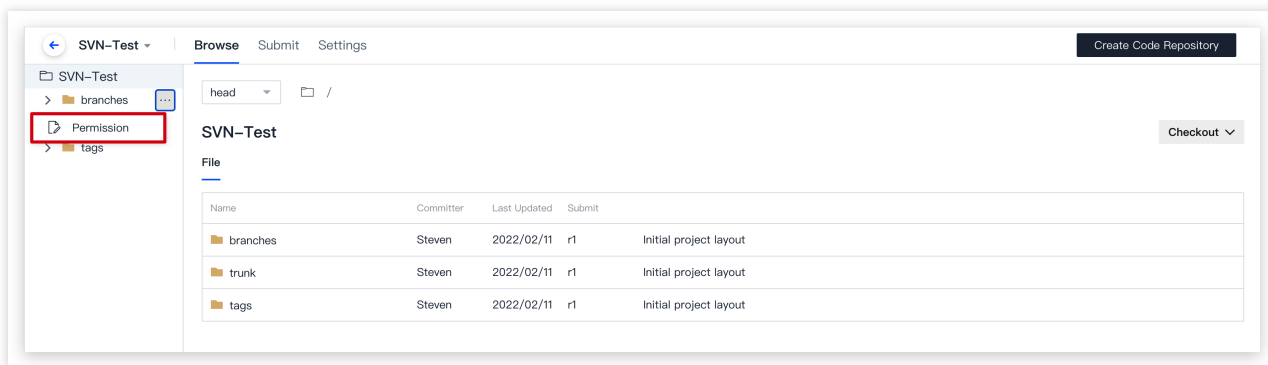 SVN-Test
Browse Submit Settings
Create Code Repository
SVN-Test
branches ...
Permission
tags
head /
SVN-Test
Checkout
File
Name Committer Last Updated Submit
branches Steven 2022/02/11 r1 Initial project layout
trunk Steven 2022/02/11 r1 Initial project layout
tags Steven 2022/02/11 r1 Initial project layout